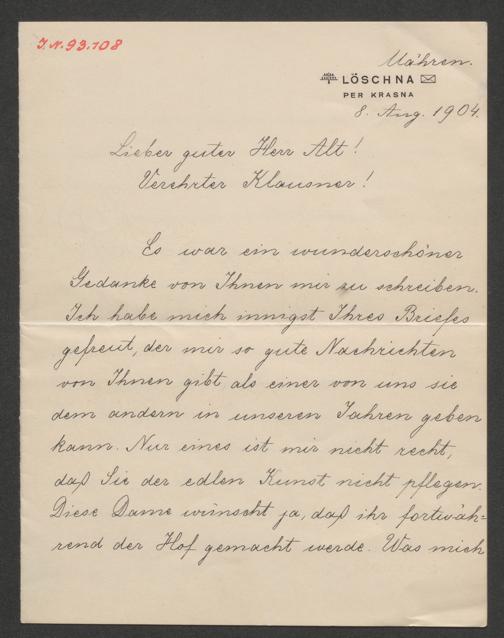 J.N. 93.108
Mähren.
LÖSCHNA
PER KRASNA
8. Aug. 1904.
Lieber guter Herr Alt!
Verehrter Klausner!
Es war ein wunderschöner
Gedanke von Ihnen mir zu schreiben.
Ich habe mich innigst Ihres Briefes
gefreut, der mir so gute Nachrichten
von Ihnen gibt als einer von uns sie
dem andern in unseren Jahren geben
kann. Nur eines ist mir nicht recht,
daß Sie der edlen Kunst nicht pflegen.
Diese Dame wünscht ja, daß ihr fortwäh=
rend der Hof gemacht werde. Was mich